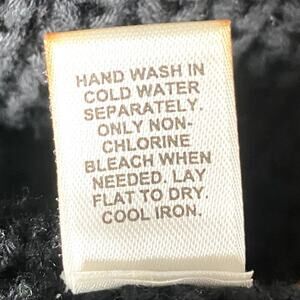 HAND WASH IN
COLD WATER
SEPARATELY.
ONLY NON-
CHLORINE
BLEACH WHEN
NEEDED. LAY
FLAT TO DRY.
COOL IRON.